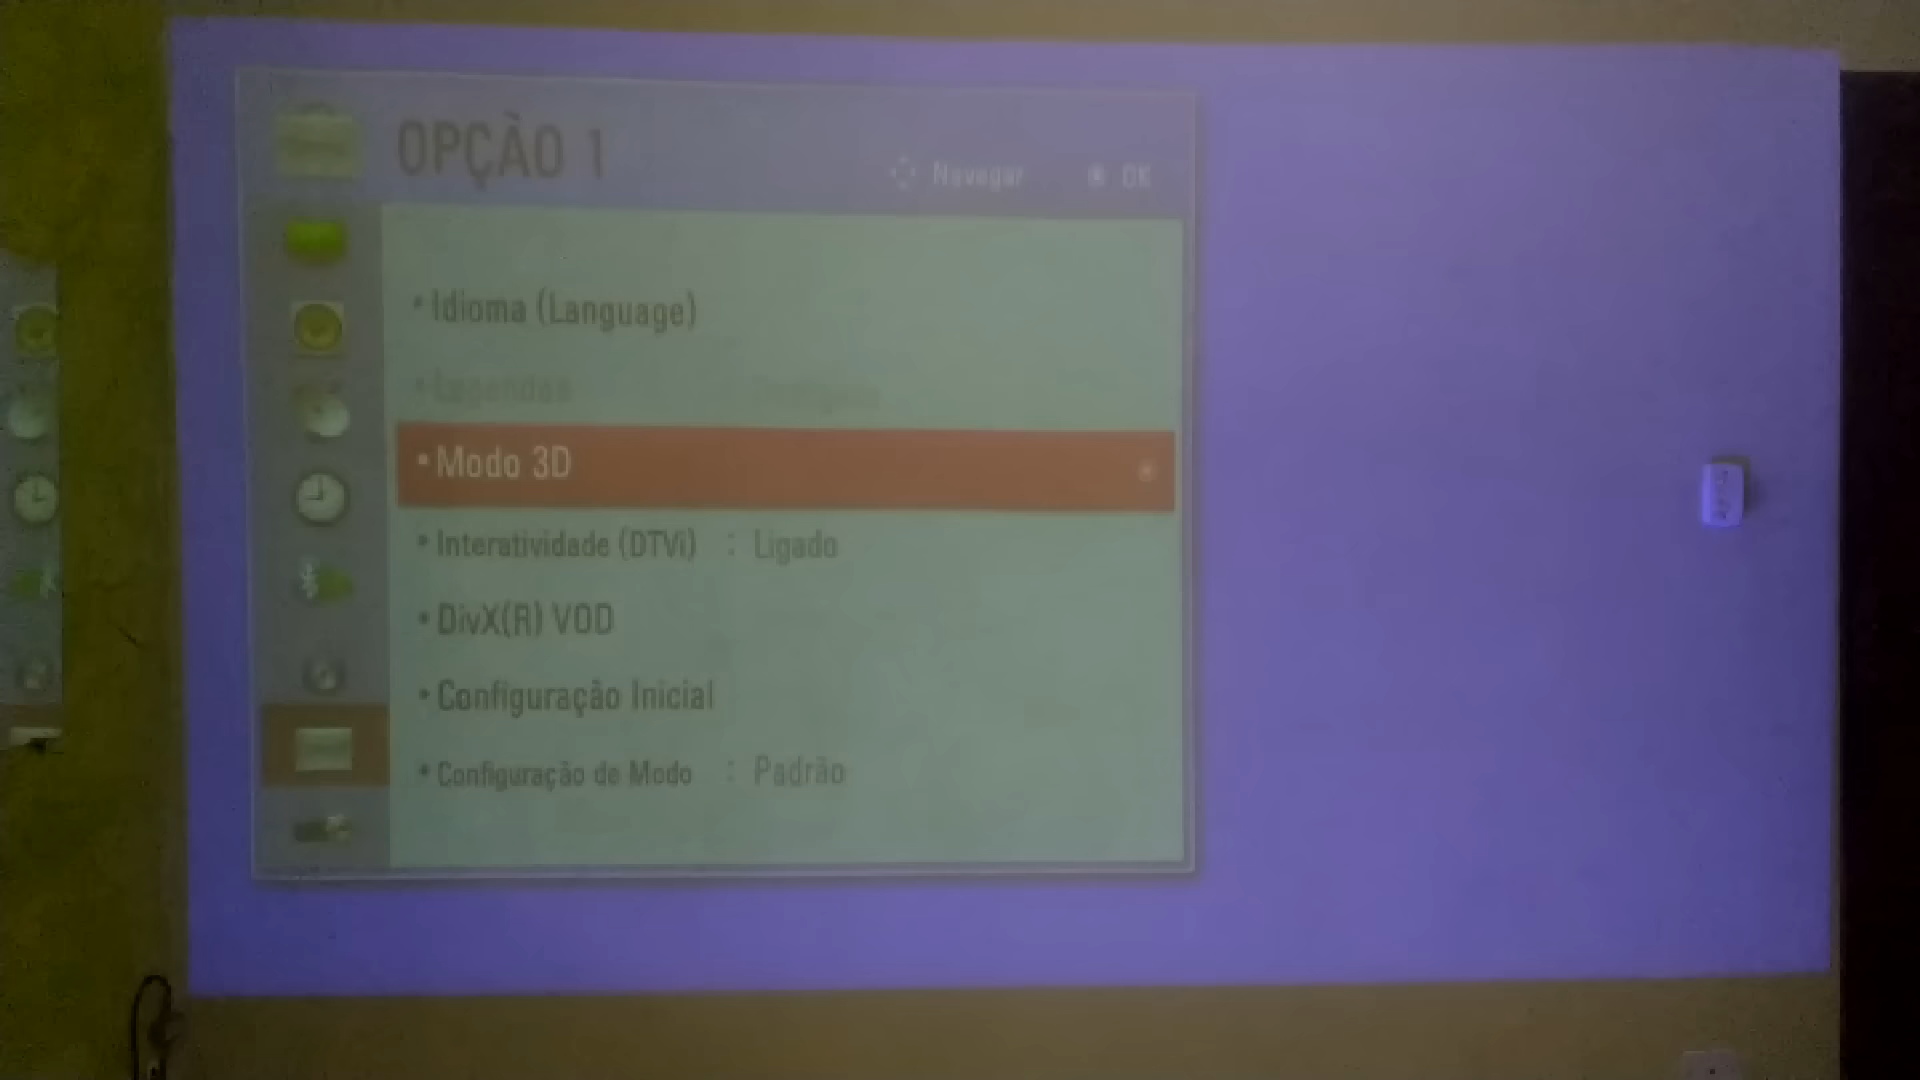 OPÇÃO 1
Navegar OK
• Idioma (Language)
• Legendas
• Modo 3D
• Interatividade (DTVi) : Ligado
• DivX(R) VOD
• Configuração Inicial
• Configuração de Modo : Padrão